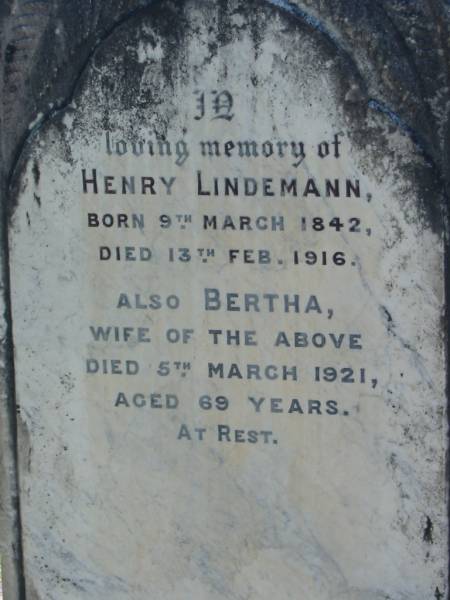 IN
loving memory of
HENRY LINDEMANN,
BORN 9TH MARCH 1842,
DIED 13TH FEB. 1916.
ALSO BERTHA,
WIFE OF THE ABOVE
DIED 5TH MARCH 1921,
AGED 69 YEARS.
AT REST.